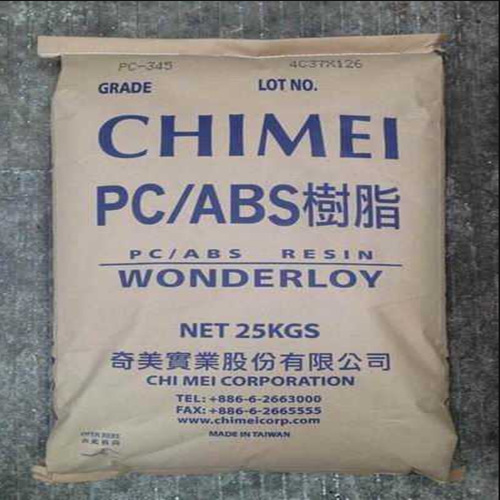 PC-345 4C37X126
GRADE LOT NO.
CHIMEI
PC/ABS樹脂
PC/ABS RESIN
WONDERLOY
NET 25KGS
奇美實業股份有限公司
CHI MEI CORPORATION
TEL: +886-6-2663000
FAX: +886-6-2665555
www.chimeicorp.com
MADE IN TAIWAN
OPEN HERE